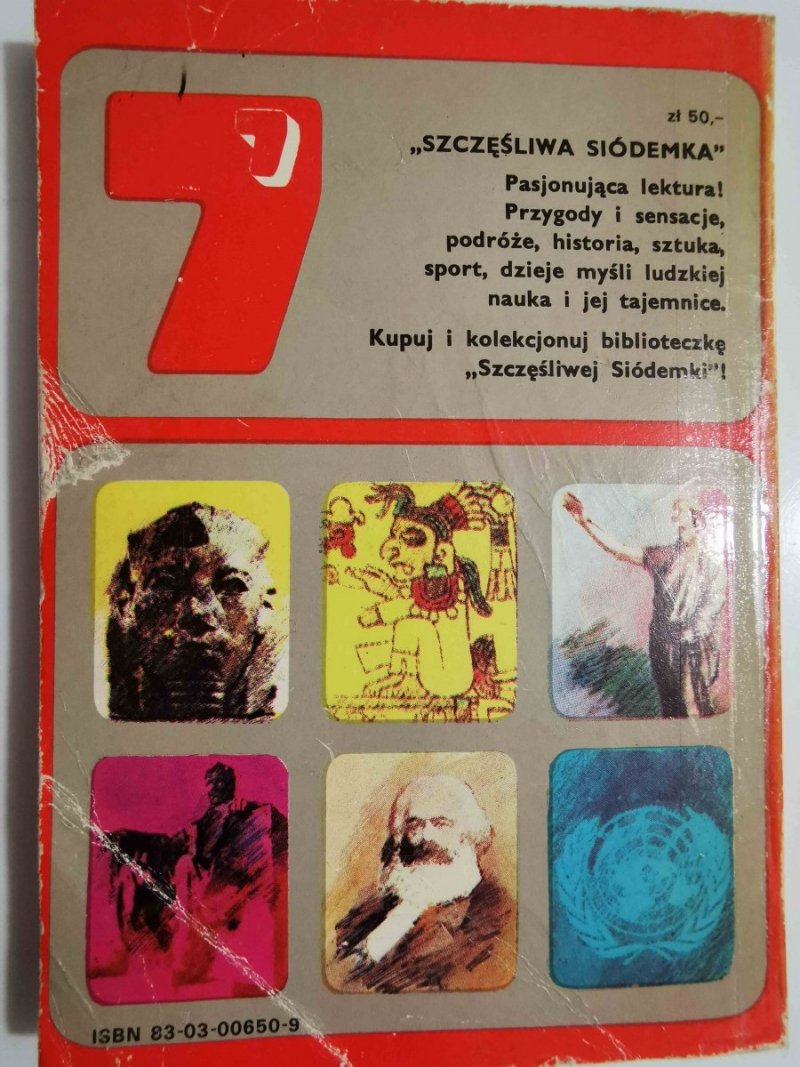 7
zł 50,–
„SZCZĘŚLIWA SIÓDEMKA”
Pasjonująca lektura!
Przygody i sensacje,
podróże, historia, sztuka,
sport, dzieje myśli ludzkiej
nauka i jej tajemnice.
Kupuj i kolekcjonuj biblioteczkę
„Szczęśliwej Siódemki”!
ISBN 83-03-00650-9